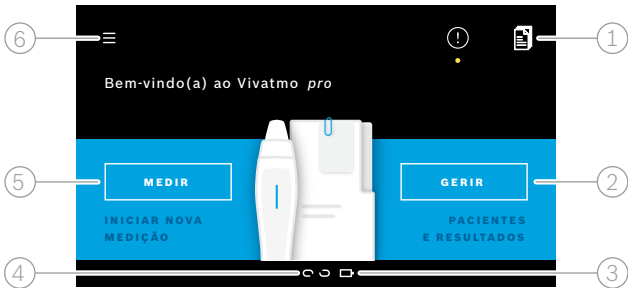 6
1
Bem-vindo(a) ao Vivatmo pro
5
MEDIR
GERIR
2
INICIAR NOVA
MEDIÇÃO
PACIENTES
E RESULTADOS
4
3